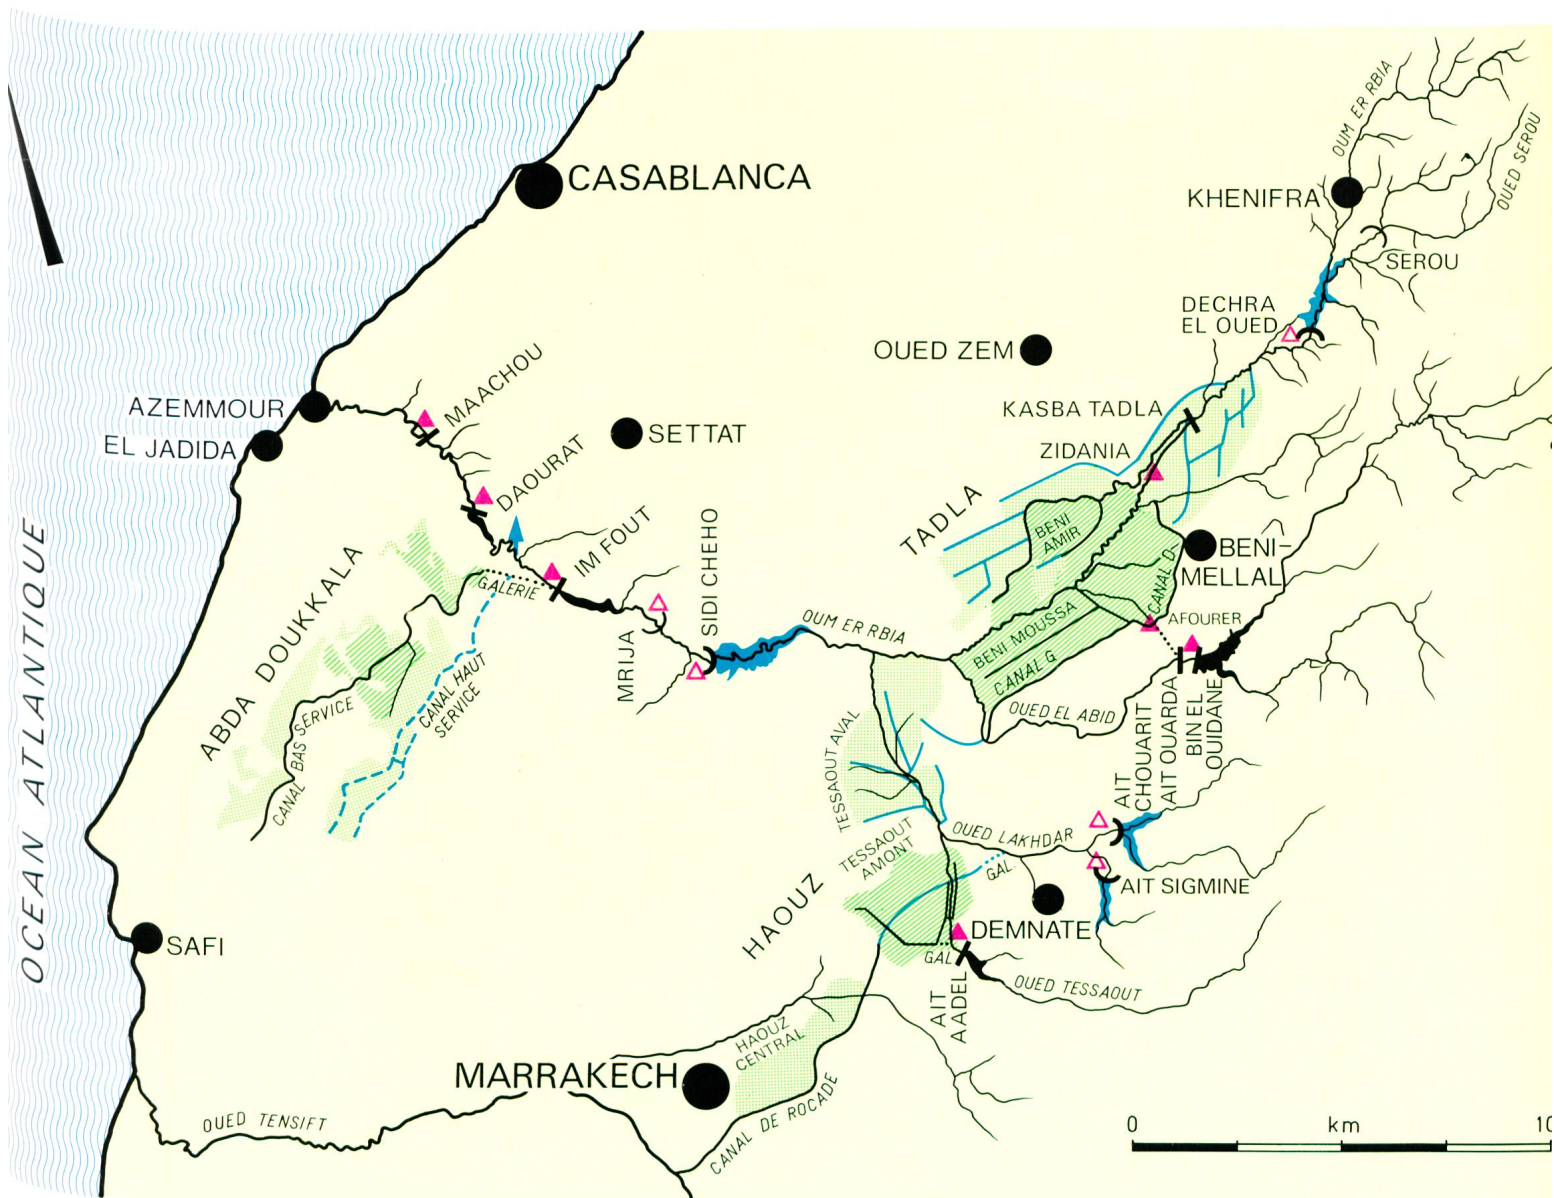 OUM ER RBIA
OUED SEROU
CASABLANCA
KHENIFRA
SEROU
DECHRA
EL OUED
OUED ZEM
MAACHOU
AZEMMOUR
KASBA TADLA
SETTAT
EL JADIDA
ZIDANIA
DAOURAT
TADLA
BENI
AMIR
BENI-
MELLAL
IM FOUT
SIDI CHEHO
CANAL D.
GALERIE
ABDA DOUKKALA
OCEAN ATLANTIQUE
OUM ER RBIA
BENI MOUSSA
AFOURER
MRIJA
CANAL G
CANAL HAUT
SERVICE
CANAL BAS SERVICE
OUED EL ABID
AIT
CHOUARIT
AIT OUARDA
BIN EL
OUIDANE
TESSAOUT AVAL
OUED LAKHDAR
TESSAOUT
AMONT
GAL.
AIT SIGMINE
HAOUZ
DEMNATE
SAFI
GAL
AIT
AADEL
OUED TESSAOUT
HAOUZ
CENTRAL
MARRAKECH
CANAL DE ROCADE
OUED TENSIFT
0 km 10